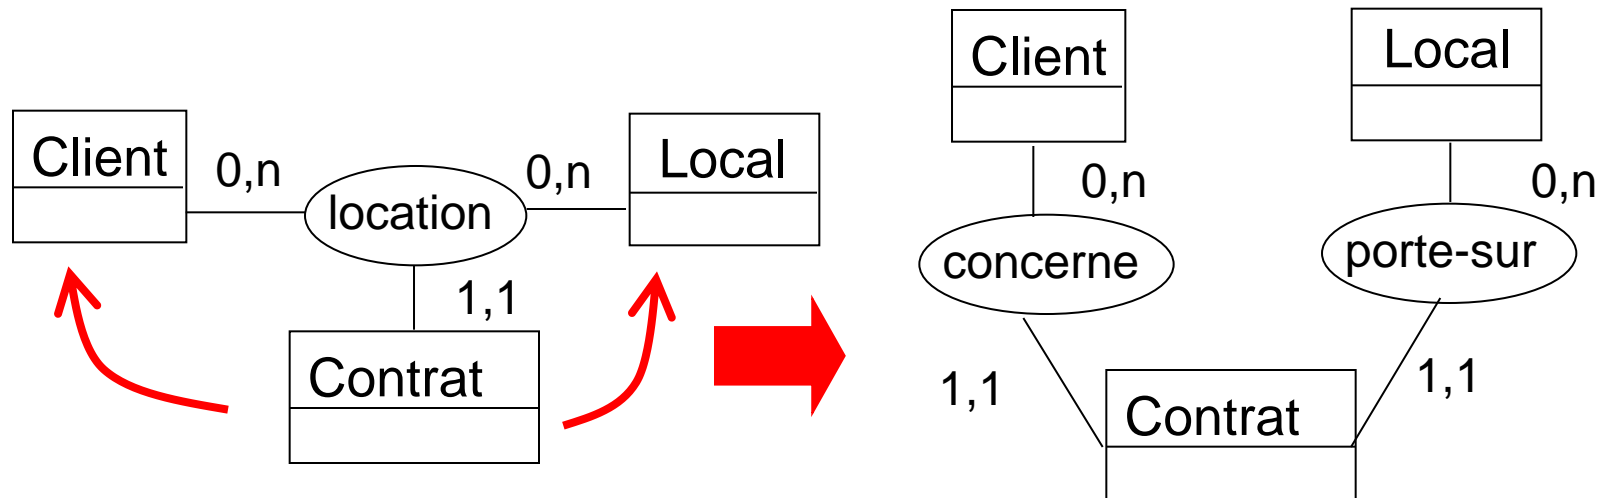 Client
0,n
location
0,n
Local
1,1
Contrat
Client
0,n
concerne
1,1
Local
0,n
porte-sur
1,1
Contrat